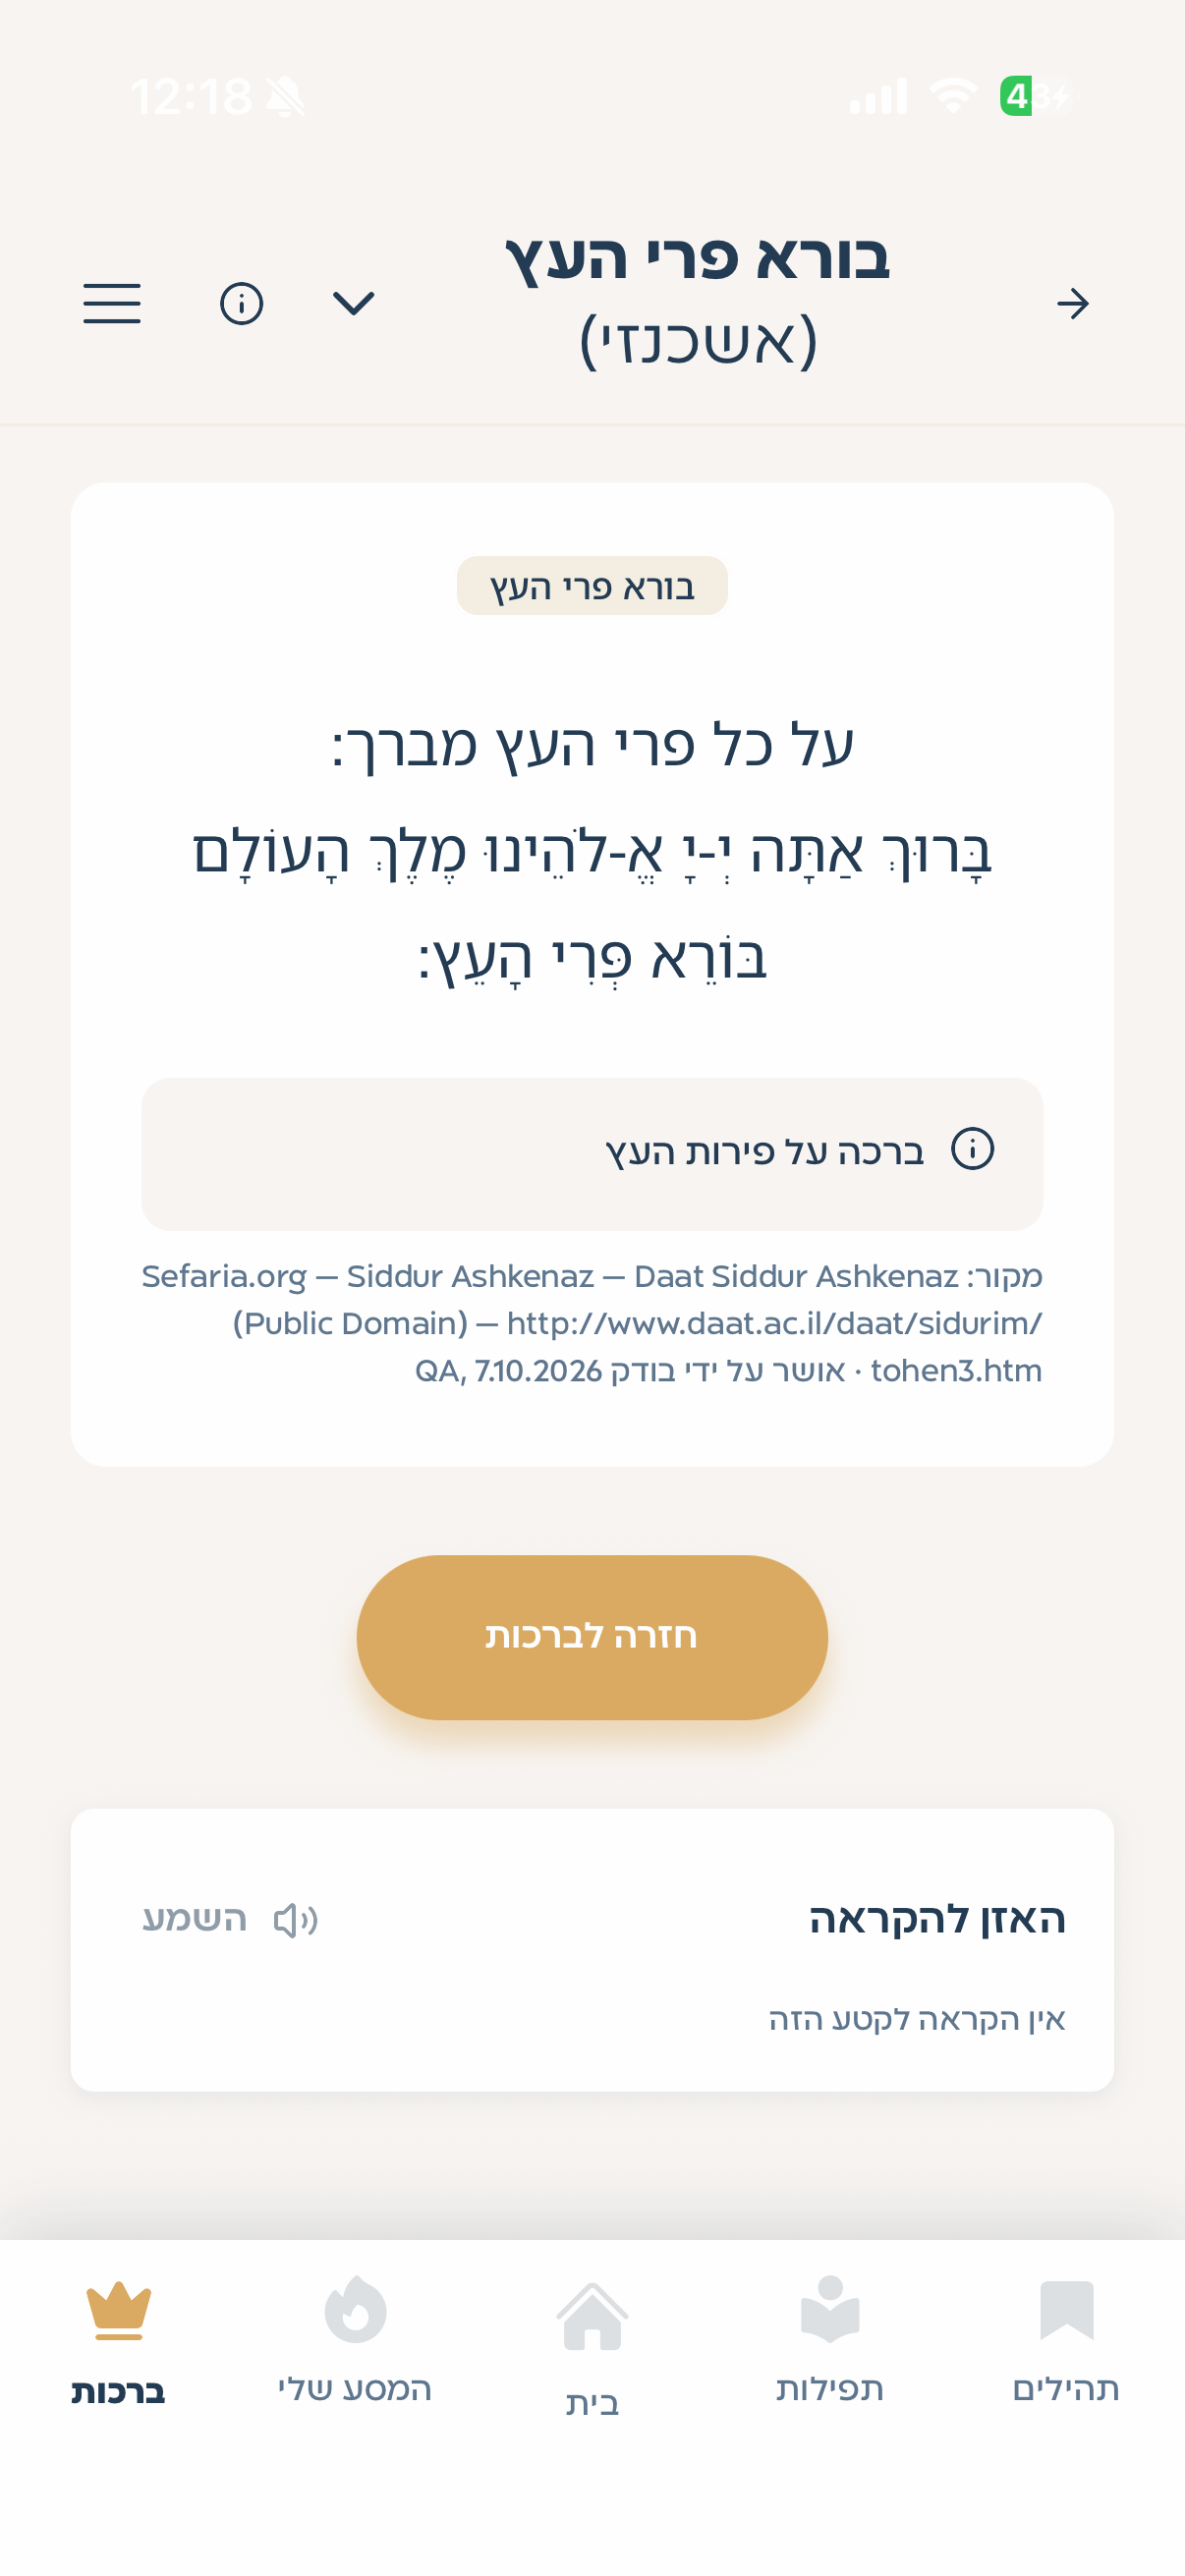 12:18
43
בורא פרי העץ
(אשכנזי)
בורא פרי העץ
על כל פרי העץ מברך:
בָּרוּךְ אַתָּה יְ-יָ אֱ-לֹהֵינוּ מֶלֶךְ הָעוֹלָם
בּוֹרֵא פְּרִי הָעֵץ:
ברכה על פירות העץ
מקור: Sefaria.org — Siddur Ashkenaz — Daat Siddur Ashkenaz
(Public Domain) — http://www.daat.ac.il/daat/sidurim/
tohen3.htm · אושר על ידי בודק QA, 7.10.2026
חזרה לברכות
האזן להקראה
השמע
אין הקראה לקטע הזה
תהילים
תפילות
בית
המסע שלי
ברכות